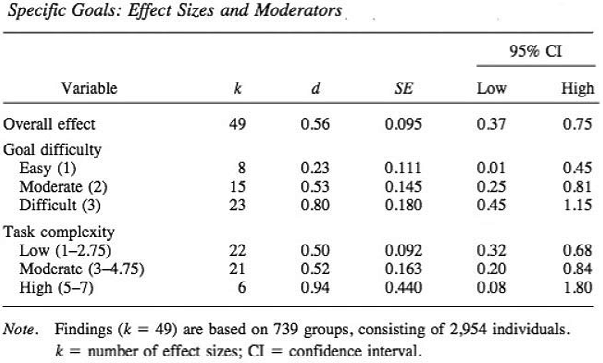 Specific Goals: Effect Sizes and Moderators
95% CI
Variable k d SE Low High
Overall effect 49 0.56 0.095 0.37 0.75
Goal difficulty
Easy (1) 8 0.23 0.111 0.01 0.45
Moderate (2) 15 0.53 0.145 0.25 0.81
Difficult (3) 23 0.80 0.180 0.45 1.15
Task complexity
Low (1–2.75) 22 0.50 0.092 0.32 0.68
Moderate (3–4.75) 21 0.52 0.163 0.20 0.84
High (5–7) 6 0.94 0.440 0.08 1.80
Note. Findings (k = 49) are based on 739 groups, consisting of 2,954 individuals.
k = number of effect sizes; CI = confidence interval.